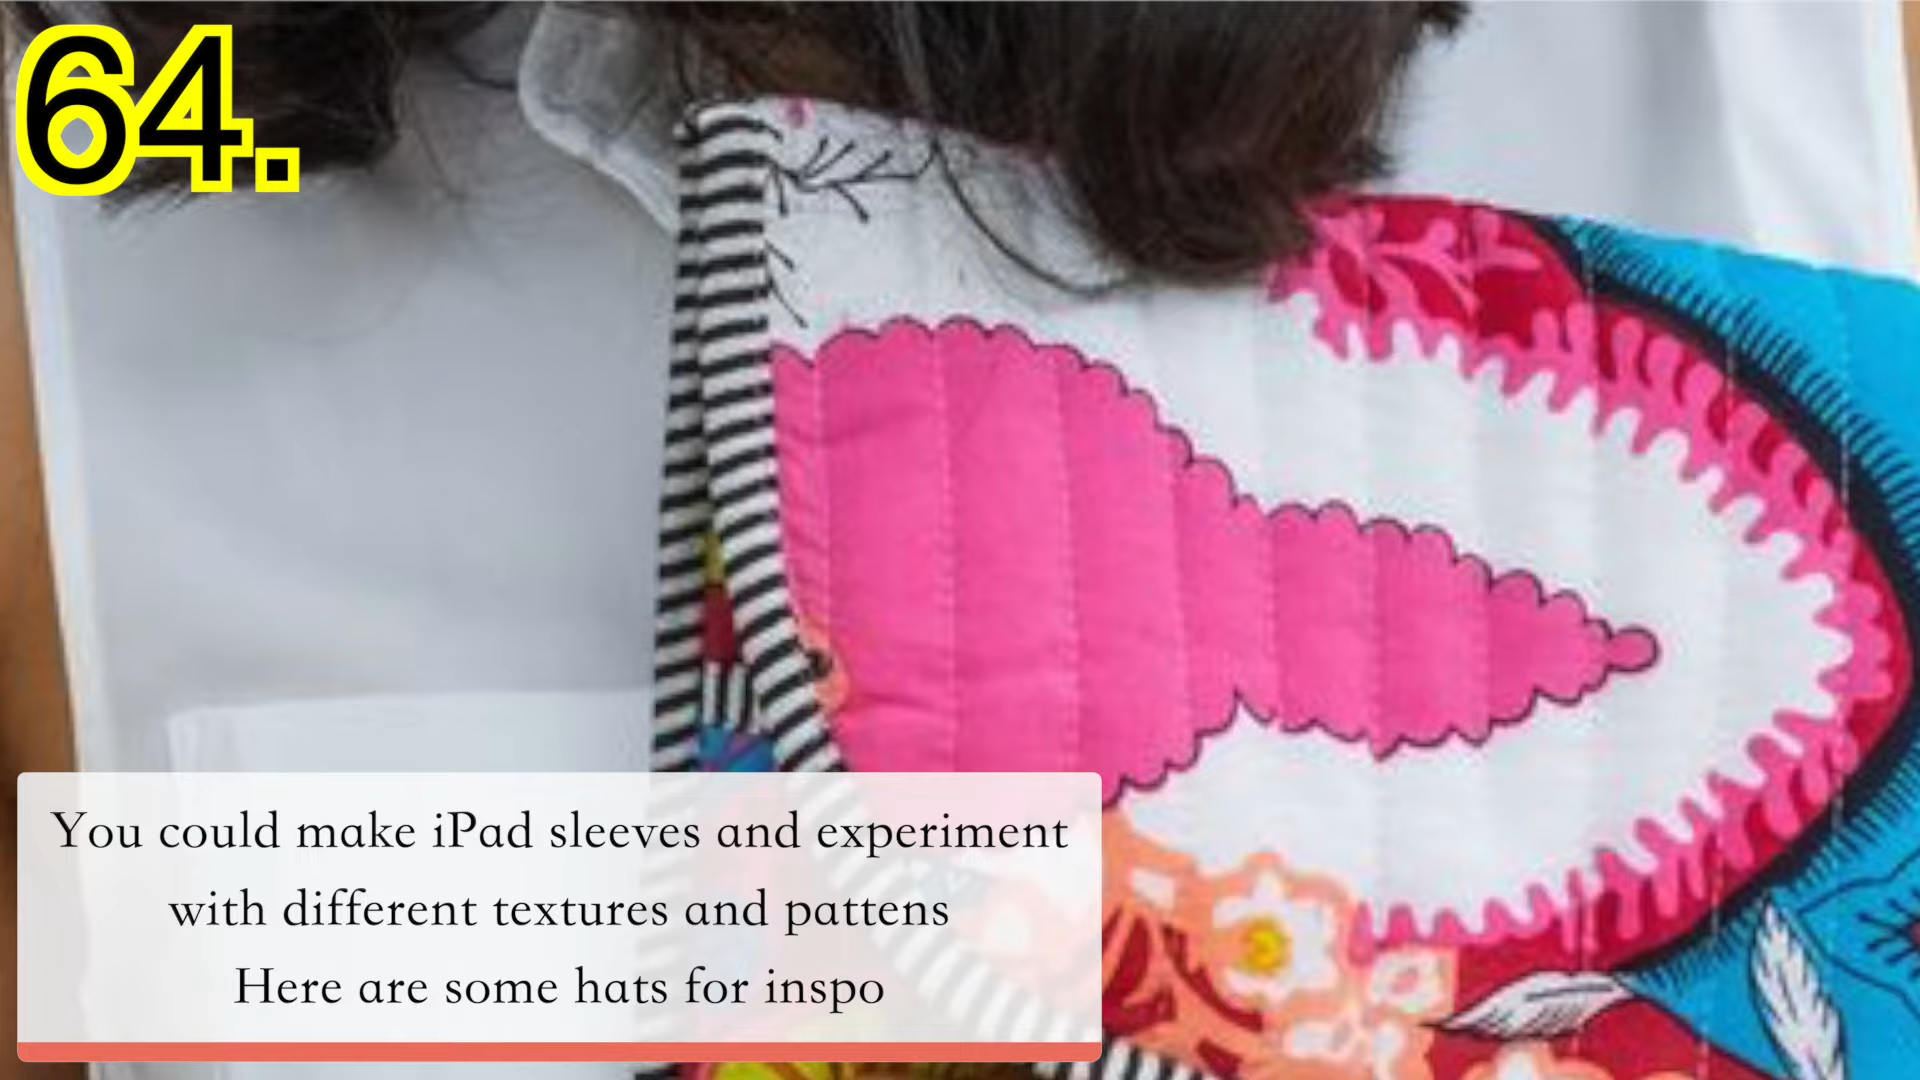 64.
You could make iPad sleeves and experiment
with different textures and pattens
Here are some hats for inspo